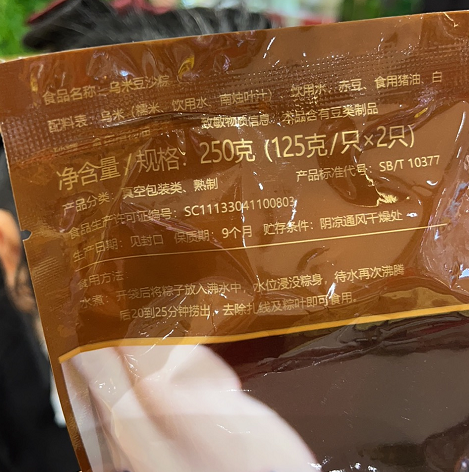 食品名称：乌米豆沙粽
配料表：乌米（糯米、饮用水、南烛叶汁）、饮用水、赤豆、食用猪油、白
致敏物质信息：本品含有豆类制品
净含量/规格：250克（125克/只×2只）
产品分类：真空包装类、熟制 产品标准代号：SB/T 10377
食品生产许可证编号：SC11133041100803
生产日期：见封口 保质期：9个月 贮存条件：阴凉通风干燥处
食用方法：
水煮：开袋后将粽子放入沸水中，水位浸没粽身，待水再次沸腾
后20到25分钟捞出，去除扎线及粽叶即可食用。